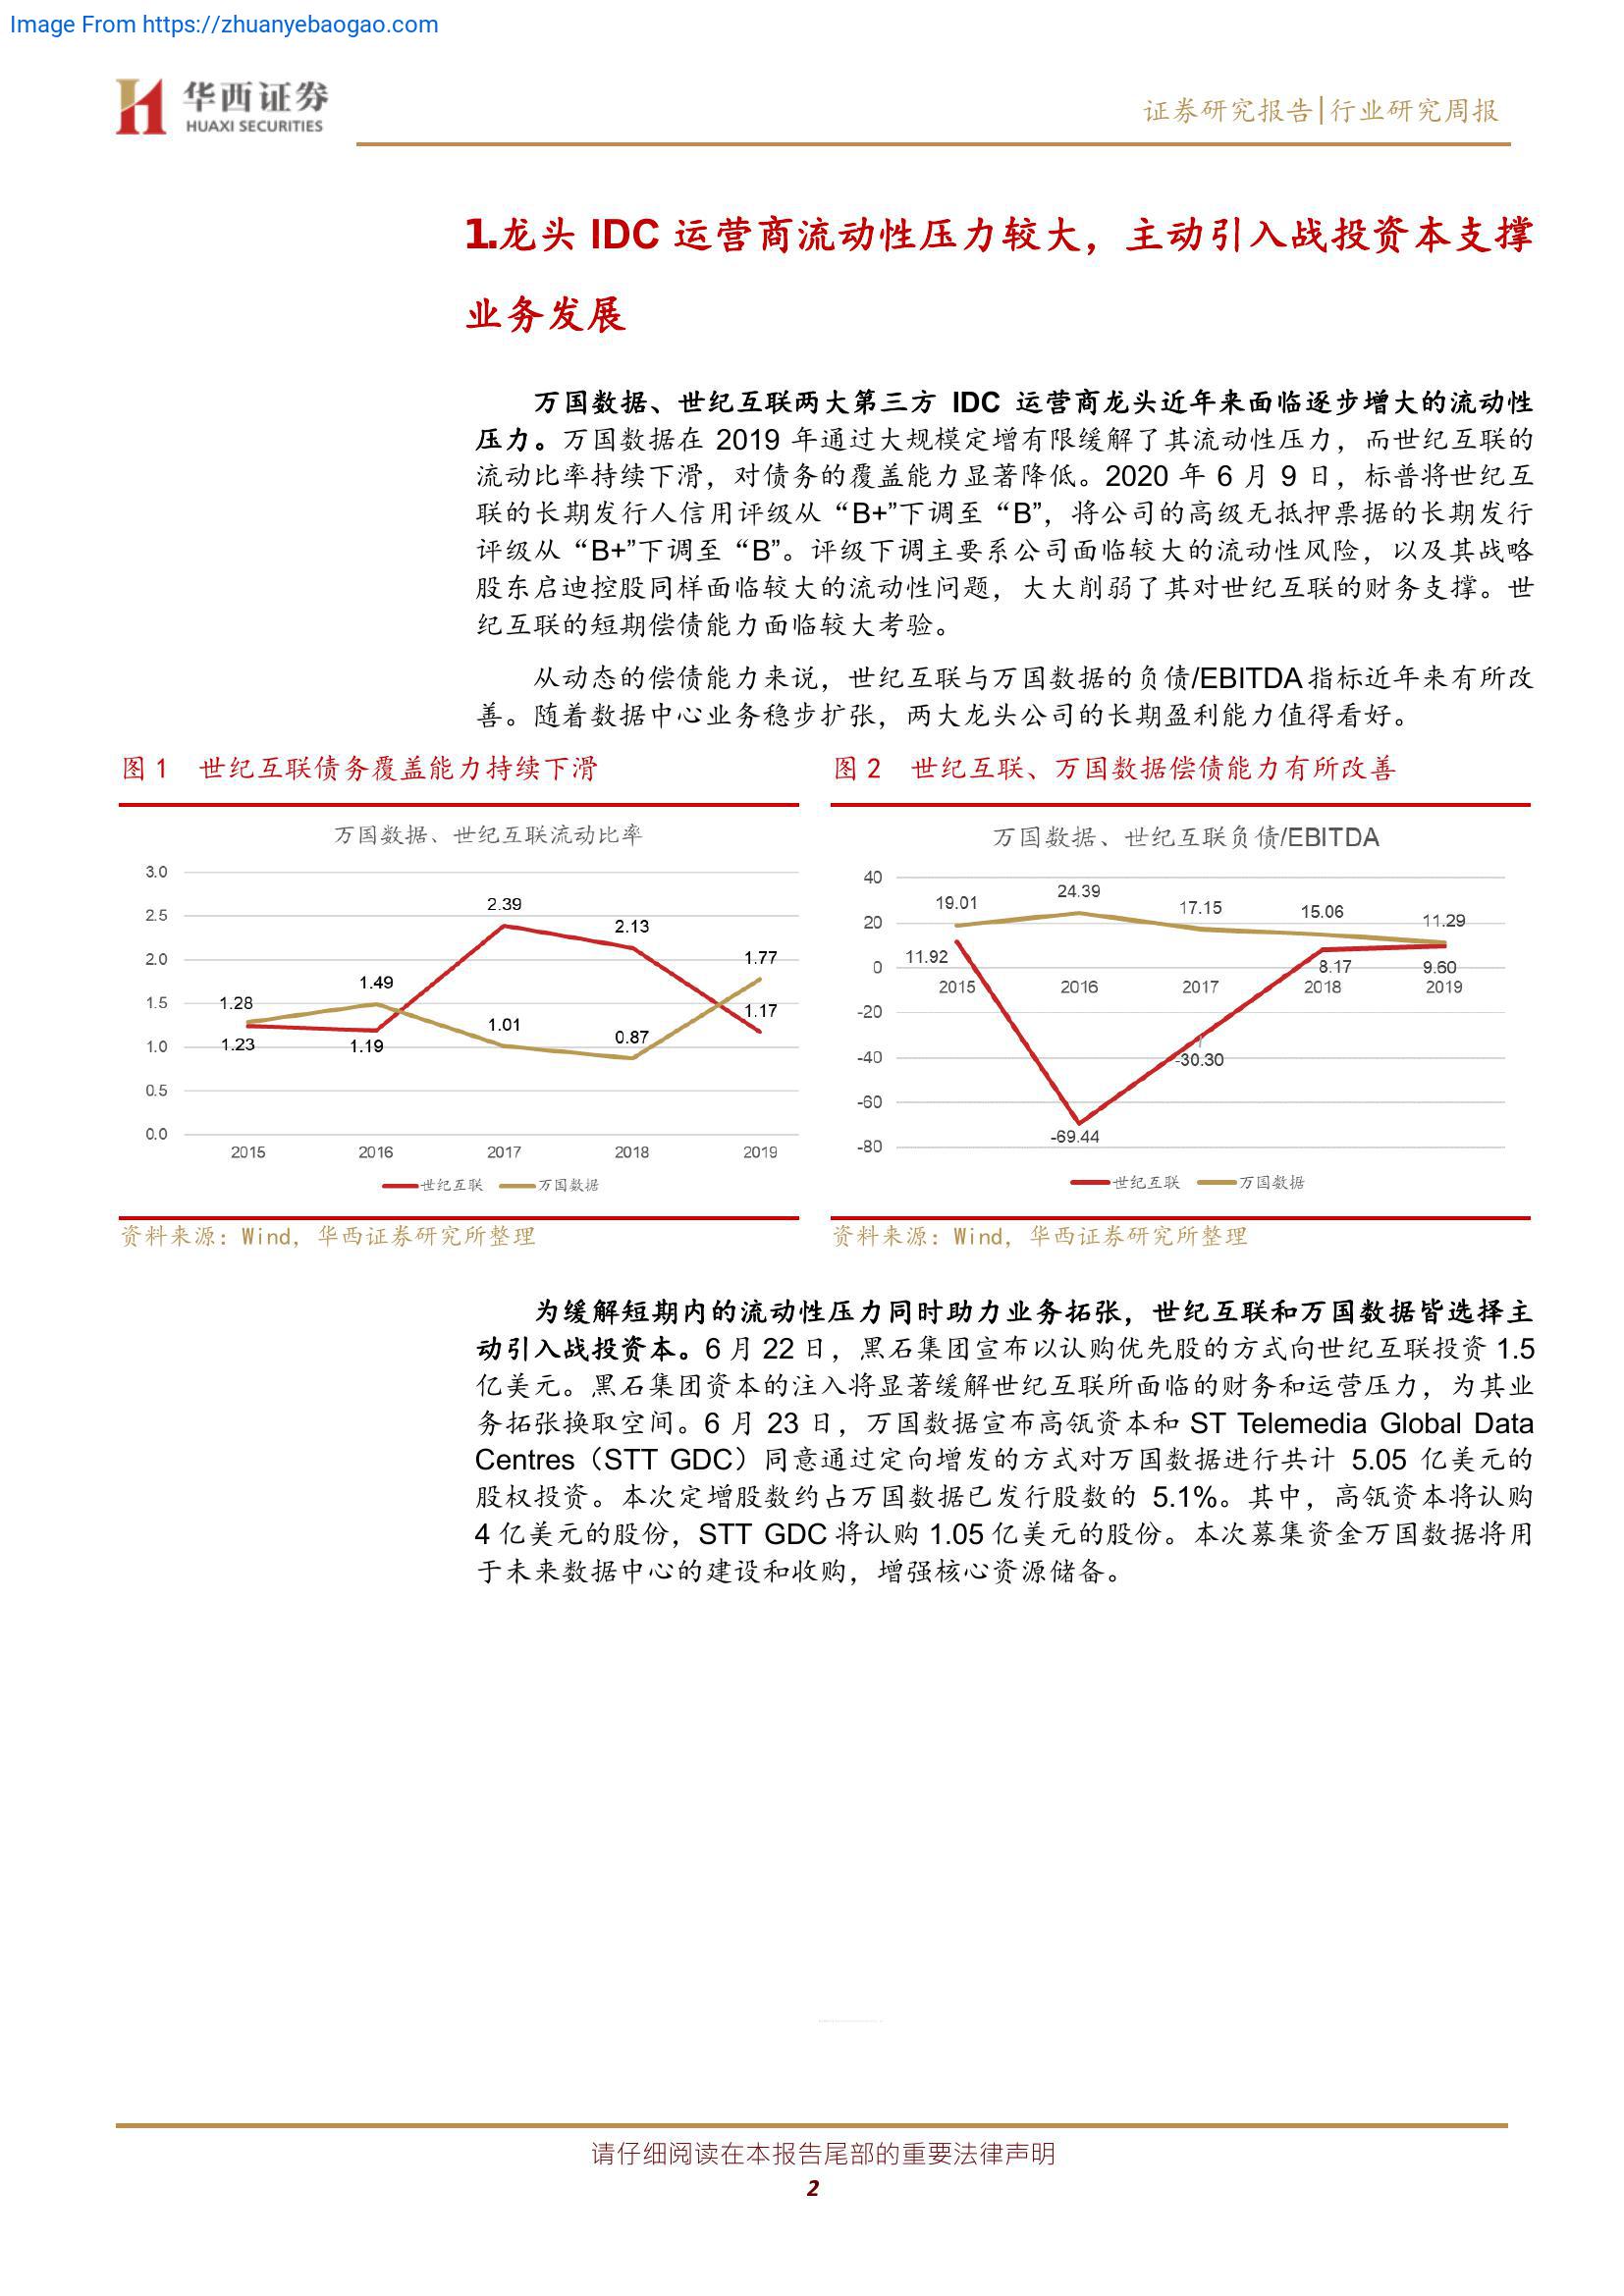 Image From https://zhuanyebaogao.com
华西证券
HUAXI SECURITIES
证券研究报告|行业研究周报
1.龙头 IDC 运营商流动性压力较大，主动引入战投资本支撑
业务发展
万国数据、世纪互联两大第三方 IDC 运营商龙头近年来面临逐步增大的流动性
压力。万国数据在 2019 年通过大规模定增有限缓解了其流动性压力，而世纪互联的
流动比率持续下滑，对债务的覆盖能力显著降低。2020 年 6 月 9 日，标普将世纪互
联的长期发行人信用评级从“B+”下调至“B”，将公司的高级无抵押票据的长期发行
评级从“B+”下调至“B”。评级下调主要系公司面临较大的流动性风险，以及其战略
股东启迪控股同样面临较大的流动性问题，大大削弱了其对世纪互联的财务支撑。世
纪互联的短期偿债能力面临较大考验。
从动态的偿债能力来说，世纪互联与万国数据的负债/EBITDA指标近年来有所改
善。随着数据中心业务稳步扩张，两大龙头公司的长期盈利能力值得看好。
图 1 世纪互联债务覆盖能力持续下滑
万国数据、世纪互联流动比率
3.0
2.5
2.0
1.5
1.0
0.5
0.0
2.39
2.13
1.77
1.49
1.28
1.17
1.01
0.87
1.23
1.19
2015 2016 2017 2018 2019
世纪互联 万国数据
资料来源：Wind，华西证券研究所整理
图 2 世纪互联、万国数据偿债能力有所改善
万国数据、世纪互联负债/EBITDA
40
20
0
-20
-40
-60
-80
19.01
24.39
17.15
15.06
11.29
11.92
8.17
9.60
2015 2016 2017 2018 2019
-30.30
-69.44
世纪互联 万国数据
资料来源：Wind，华西证券研究所整理
为缓解短期内的流动性压力同时助力业务拓张，世纪互联和万国数据皆选择主
动引入战投资本。6 月 22 日，黑石集团宣布以认购优先股的方式向世纪互联投资 1.5
亿美元。黑石集团资本的注入将显著缓解世纪互联所面临的财务和运营压力，为其业
务拓张换取空间。6 月 23 日，万国数据宣布高瓴资本和 ST Telemedia Global Data
Centres（STT GDC）同意通过定向增发的方式对万国数据进行共计 5.05 亿美元的
股权投资。本次定增股数约占万国数据已发行股数的 5.1%。其中，高瓴资本将认购
4 亿美元的股份，STT GDC 将认购 1.05 亿美元的股份。本次募集资金万国数据将用
于未来数据中心的建设和收购，增强核心资源储备。
请仔细阅读在本报告尾部的重要法律声明
2